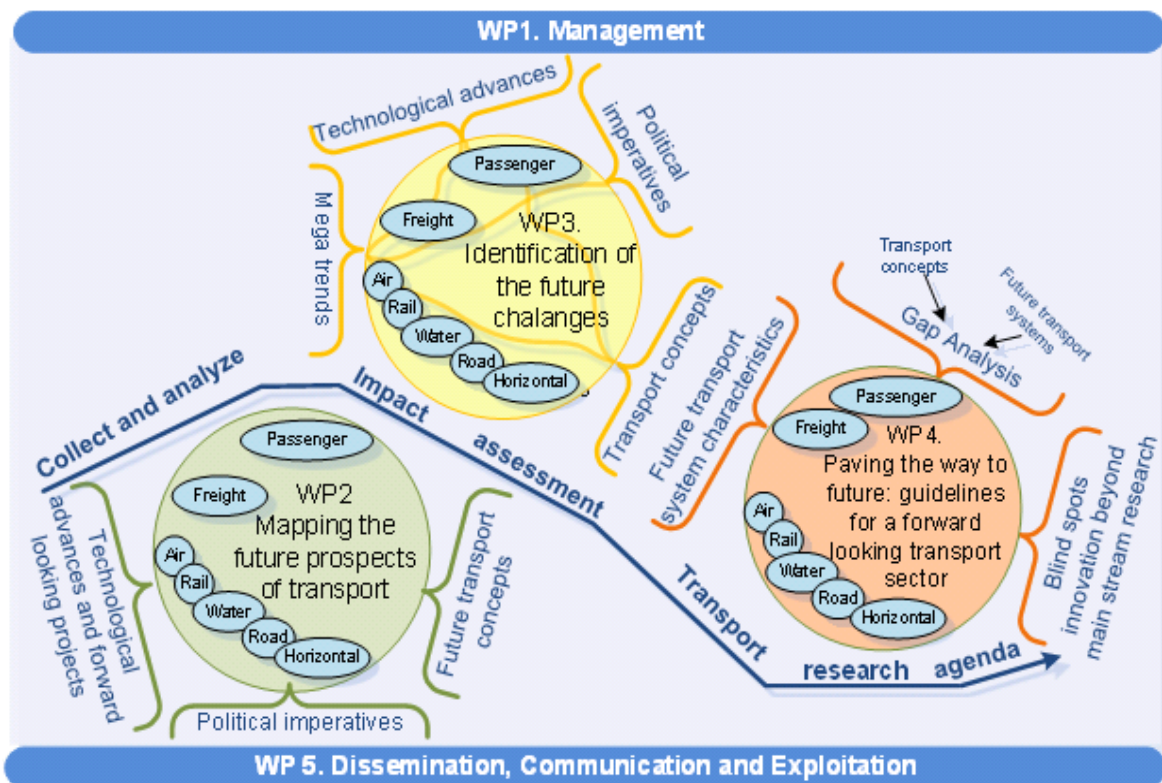 WP1. Management
Technological advances
Political
imperatives
Mega trends
Passenger
Freight
WP3.
Identification of
the future
chalanges
Air
Rail
Water
Road
Horizontal
Transport concepts
Future transport
system characteristics
Transport
concepts
Future transport
systems
Gap Analysis
Passenger
Freight
WP4.
Paving the way to
future: guidelines
for a forward
looking transport
sector
Air
Rail
Water
Road
Horizontal
Blind spots
innovation beyond
main stream research
Collect and analyze
Impact
assessment
Transport
research agenda
Passenger
Freight
WP2
Mapping the
future prospects
of transport
Air
Rail
Water
Road
Horizontal
Technological
advances and forward
looking projects
Future transport
concepts
Political imperatives
WP 5. Dissemination, Communication and Exploitation